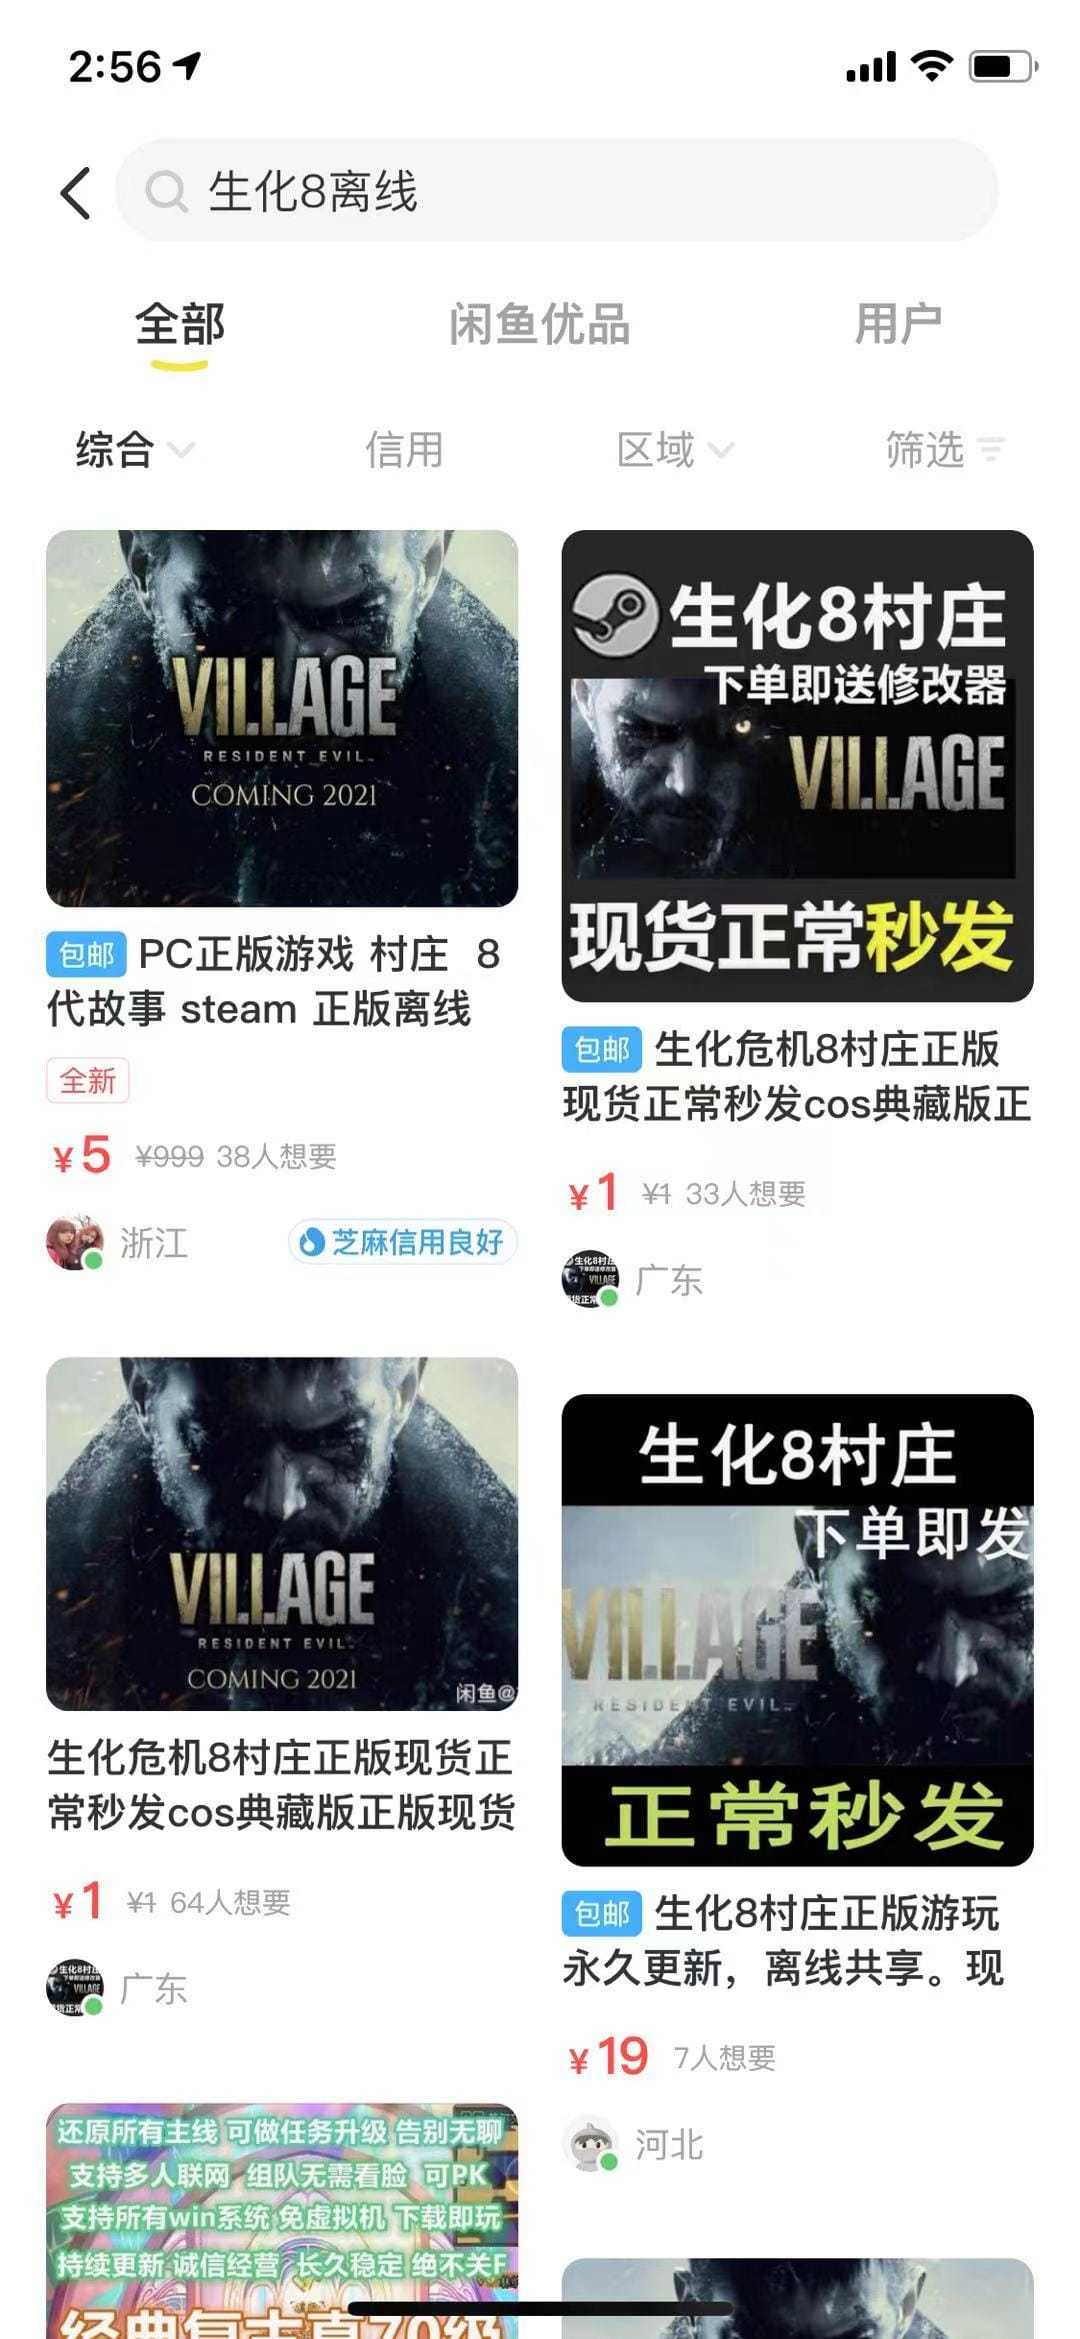 2:56
生化8离线
全部
闲鱼优品
用户
综合
信用
区域
筛选
VILLAGE
RESIDENT EVIL
COMING 2021
包邮 PC正版游戏 村庄 8
代故事 steam 正版离线
全新
¥5 ¥999 38人想要
浙江
芝麻信用良好
生化8村庄
下单即送修改器
VILLAGE
现货正常秒发
包邮 生化危机8村庄正版
现货正常秒发cos典藏版正
¥1 ¥1 33人想要
广东
VILLAGE
RESIDENT EVIL
COMING 2021
闲鱼@
生化危机8村庄正版现货正
常秒发cos典藏版正版现货
¥1 ¥1 64人想要
广东
生化8村庄
下单即发
VILLAGE
RESIDENT EVIL
正常秒发
包邮 生化8村庄正版游玩
永久更新，离线共享。现
¥19 7人想要
河北
还原所有主线 可做任务升级 告别无聊
支持多人联网 组队无需看脸 可PK
支持所有win系统 免虚拟机 下载即玩
持续更新 诚信经营 长久稳定 绝不关F
经典复古真70级